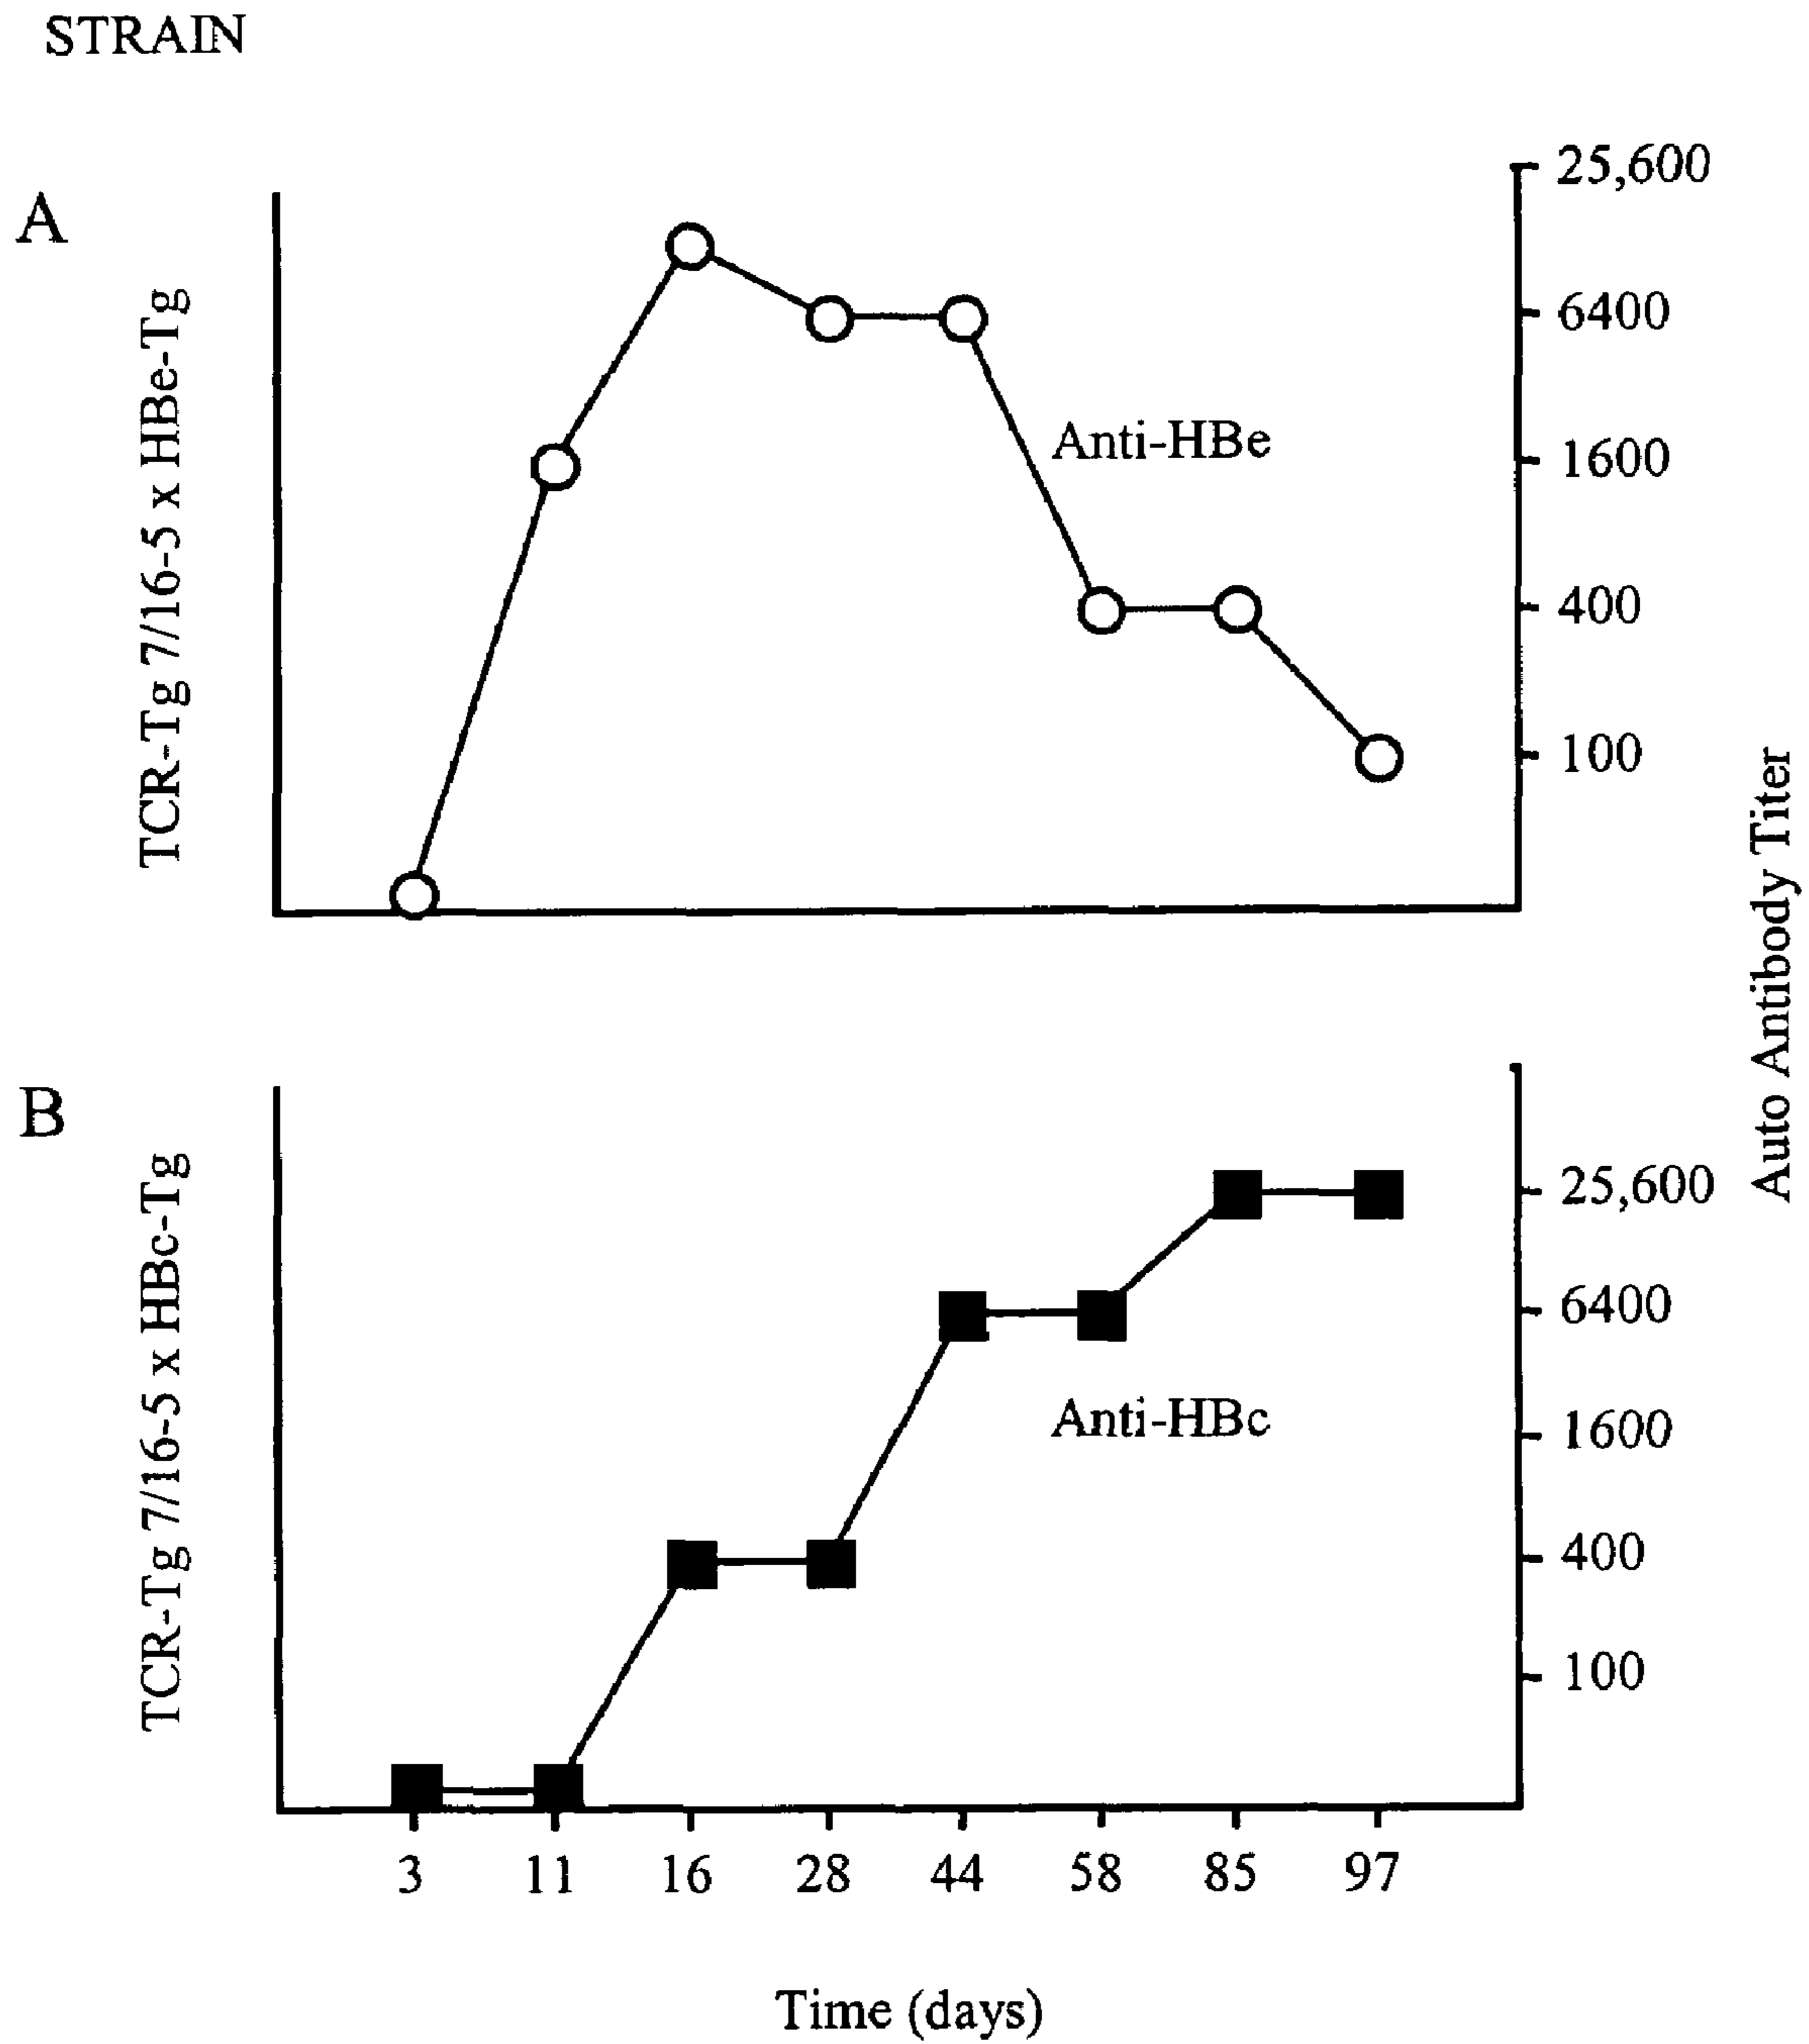 STRAIN
A
TCR-Tg 7/16-5 x HBe-Tg
Anti-HBe
25,600
6400
1600
400
100
Auto Antibody Titer
B
TCR-Tg 7/16-5 x HBc-Tg
Anti-HBc
25,600
6400
1600
400
100
3 11 16 28 44 58 85 97
Time (days)